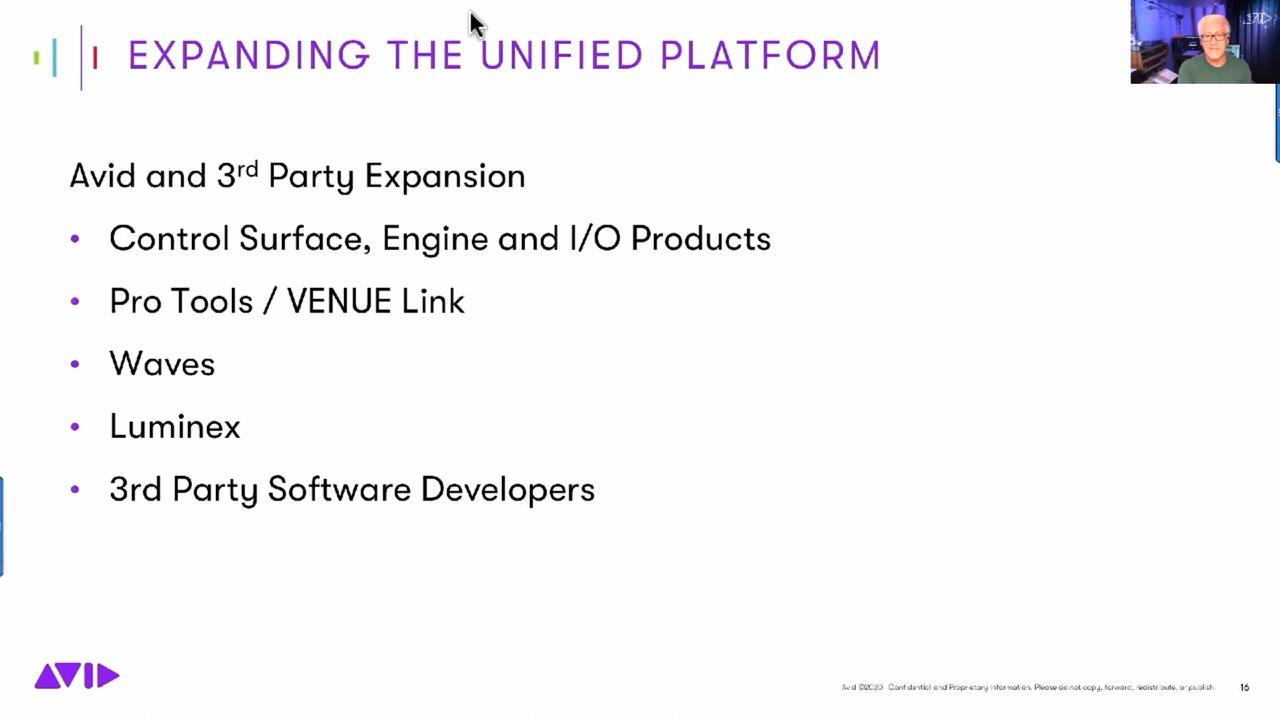 EXPANDING THE UNIFIED PLATFORM
Avid and 3rd Party Expansion
• Control Surface, Engine and I/O Products
• Pro Tools / VENUE Link
• Waves
• Luminex
• 3rd Party Software Developers
AVID
Avid ©2020 Confidential and Proprietary Information. Please do not copy, forward, redistribute, or publish. 16